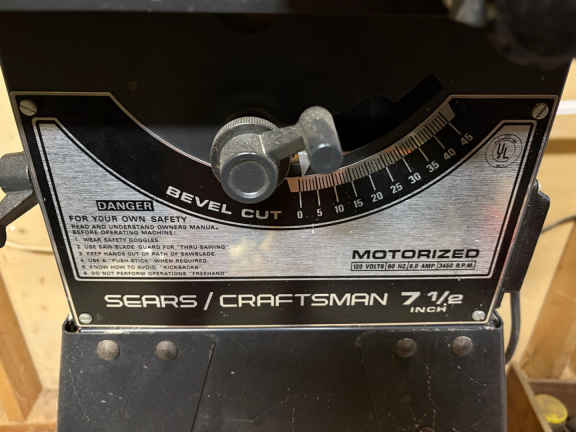 DANGER
FOR YOUR OWN SAFETY
READ AND UNDERSTAND OWNERS MANUAL
BEFORE OPERATING MACHINE:
1. WEAR SAFETY GOGGLES
2. USE SAW-BLADE GUARD FOR "THRU-SAWING"
3. KEEP HANDS OUT OF PATH OF SAWBLADE
4. USE A "PUSH STICK" WHEN REQUIRED
5. KNOW HOW TO AVOID "KICKBACKS"
6. DO NOT PERFORM OPERATIONS "FREEHAND"
BEVEL CUT
0 5 10 15 20 25 30 35 40 45
UL
MOTORIZED
120 VOLTS 60 HZ 8.0 AMP 3450 R.P.M.
SEARS / CRAFTSMAN 7 1/2
INCH